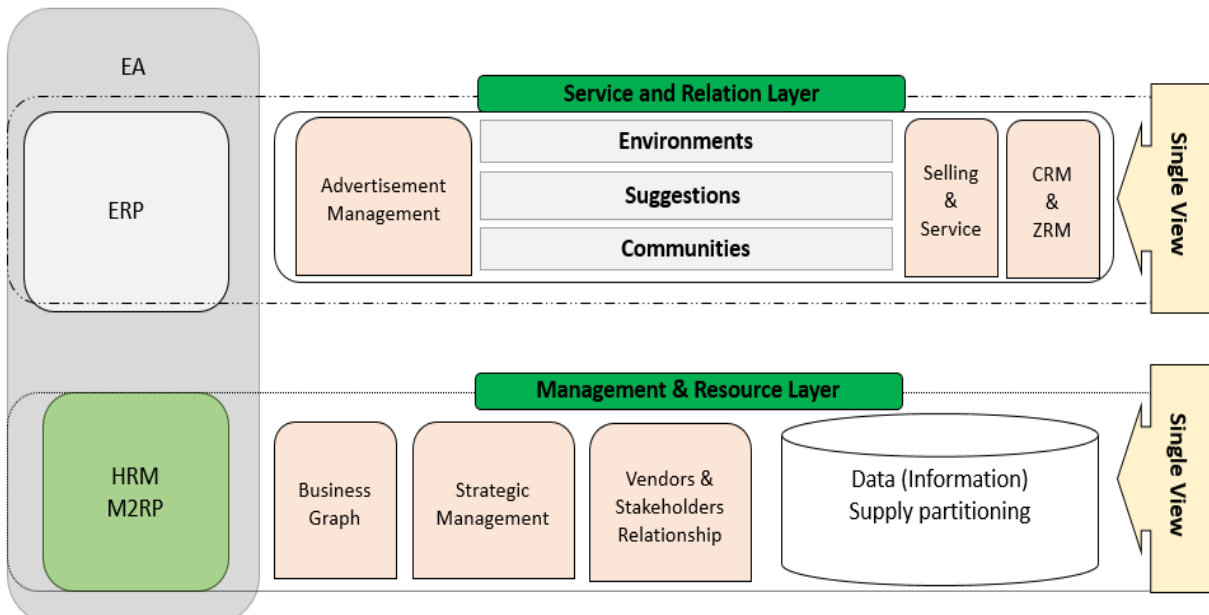 EA
Service and Relation Layer
ERP
Advertisement
Management
Environments
Suggestions
Communities
Selling
&
Service
CRM
&
ZRM
Single View
Management & Resource Layer
HRM
M2RP
Business
Graph
Strategic
Management
Vendors &
Stakeholders
Relationship
Data (Information)
Supply partitioning
Single View